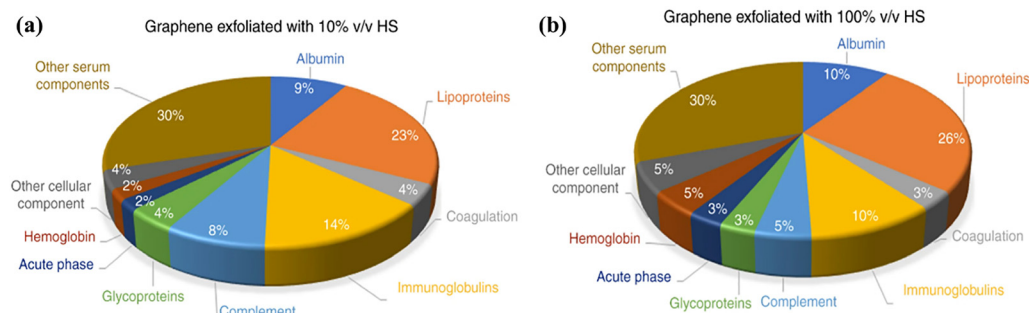 (a)
Graphene exfoliated with 10% v/v HS
Albumin
9%
Lipoproteins
23%
Coagulation
4%
Immunoglobulins
14%
Complement
8%
Glycoproteins
4%
Acute phase
2%
Hemoglobin
2%
Other cellular
component
4%
Other serum
components
30%
(b)
Graphene exfoliated with 100% v/v HS
Albumin
10%
Lipoproteins
26%
Coagulation
3%
Immunoglobulins
10%
Complement
5%
Glycoproteins
3%
Acute phase
3%
Hemoglobin
5%
Other cellular
component
5%
Other serum
components
30%